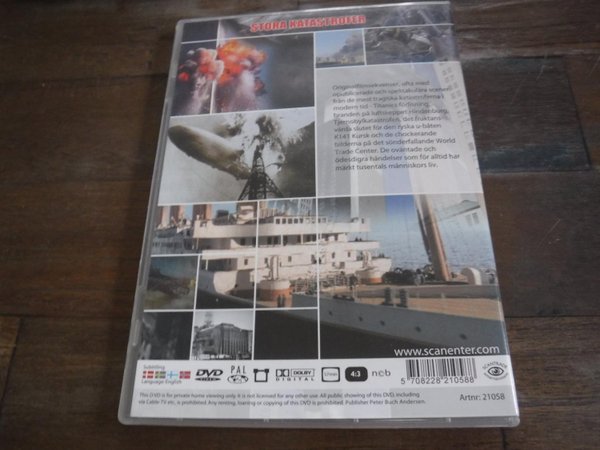 STORA KATASTROFER
Originalfilmssekvenser, ofta med
opublicerade och spektakulära scener
från de mest tragiska katastroferna i
modern tid - Titanics förlisning,
branden på luftskeppet Hindenburg,
Tjernobylkatastrofen, det fruktans-
värda slutet för den ryska u-båten
K141 Kursk och de chockerande
bilderna på det sönderfallande World
Trade Center. De oväntade och
ödesdigra händelser som för alltid har
märkt tusentals människors liv.
www.scanenter.com
Subtitling
Language: English
DVD
VIDEO
PAL
DOLBY
DIGITAL
4:3
ncb
5 708228 210588
Artnr: 21058
This DVD is for private home viewing only. It is not licensed for any other use. All public showing of this DVD, including
via Cable TV etc. is prohibited. Any renting, loaning or copying of this DVD is prohibited. Publisher Peter Buch Andersen.